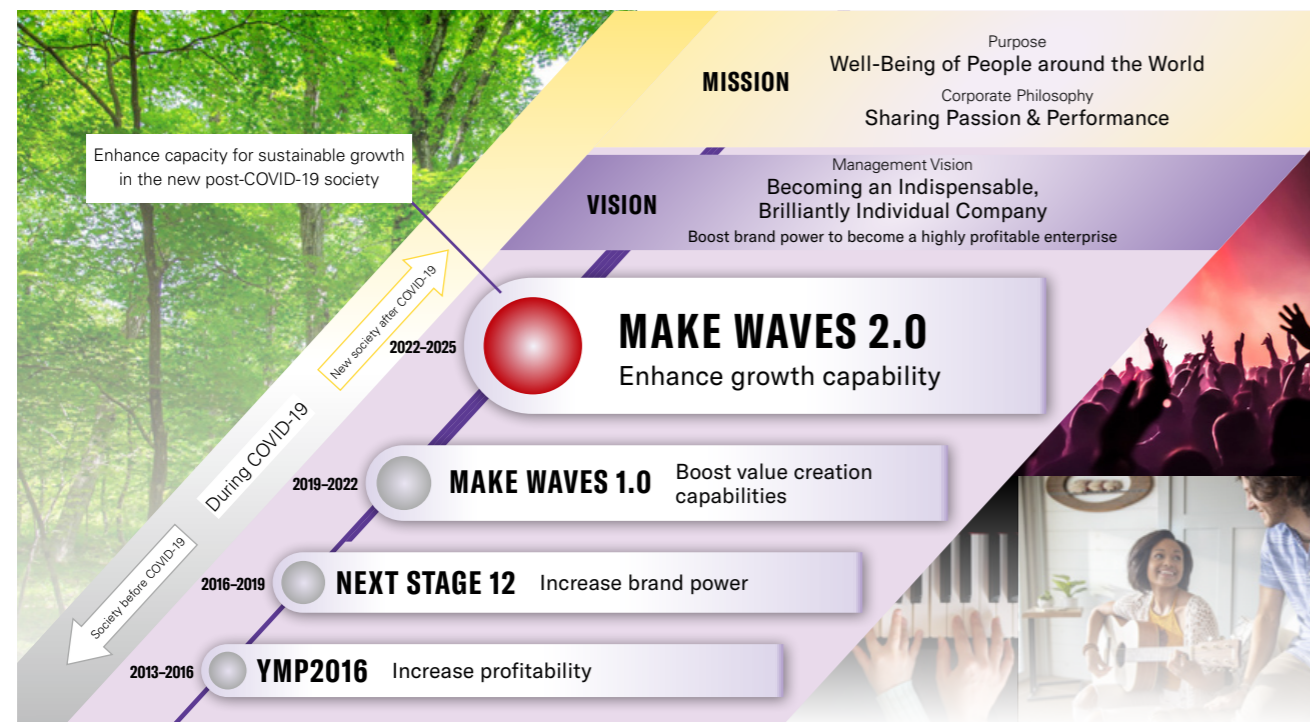 Purpose
MISSION
Well-Being of People around the World
Corporate Philosophy
Sharing Passion & Performance
Enhance capacity for sustainable growth
in the new post-COVID-19 society
Management Vision
VISION
Becoming an Indispensable,
Brilliantly Individual Company
Boost brand power to become a highly profitable enterprise
New society after COVID-19
2022–2025
MAKE WAVES 2.0
Enhance growth capability
During COVID-19
2019–2022
MAKE WAVES 1.0
Boost value creation
capabilities
Society before COVID-19
2016–2019
NEXT STAGE 12
Increase brand power
2013–2016
YMP2016
Increase profitability